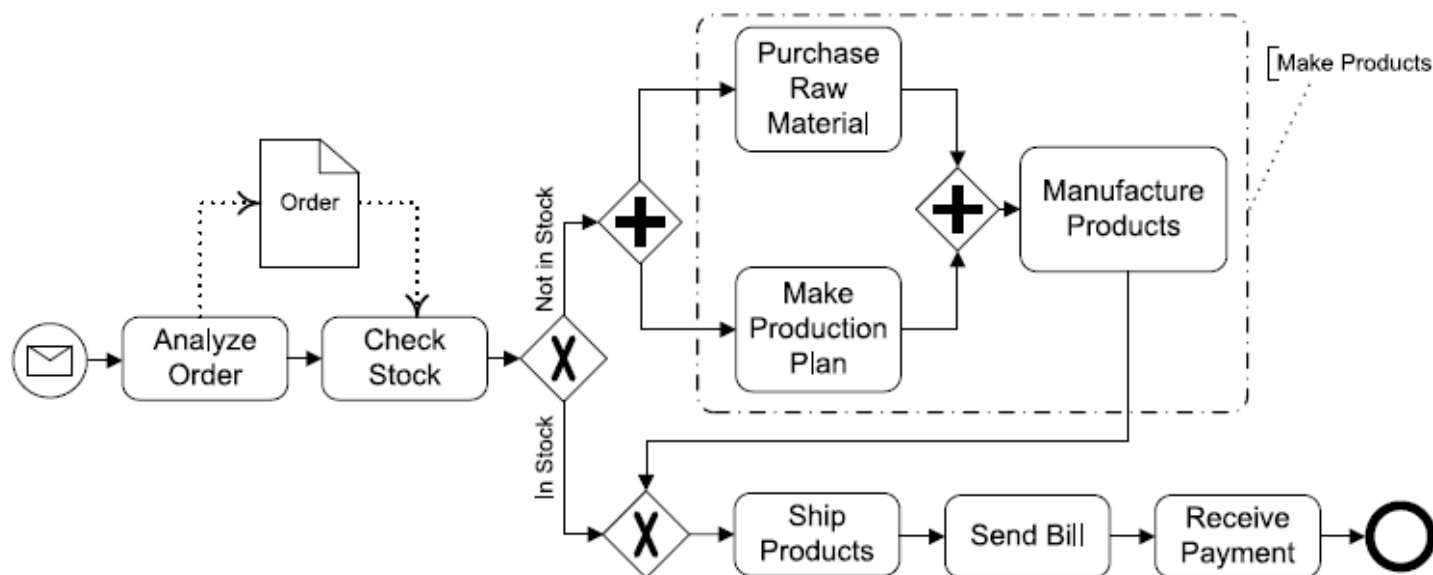 Purchase
Raw
Material
Make Products
Order
Not in Stock
Manufacture
Products
Make
Production
Plan
Analyze
Order
Check
Stock
In Stock
Ship
Products
Send Bill
Receive
Payment